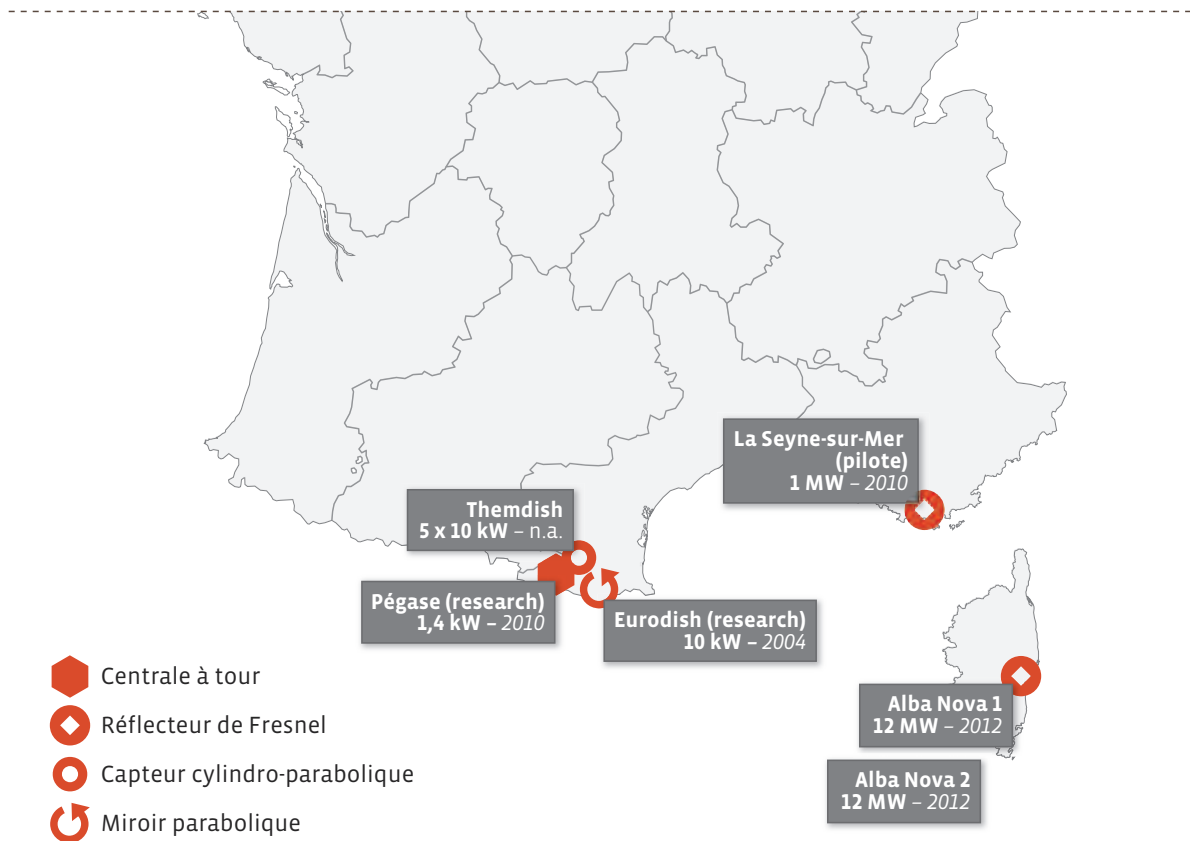 La Seyne-sur-Mer
(pilote)
1 MW – 2010
Themdish
5 x 10 kW – n.a.
Pégase (research)
1,4 kW – 2010
Eurodish (research)
10 kW – 2004
Alba Nova 1
12 MW – 2012
Alba Nova 2
12 MW – 2012
Centrale à tour
Réflecteur de Fresnel
Capteur cylindro-parabolique
Miroir parabolique